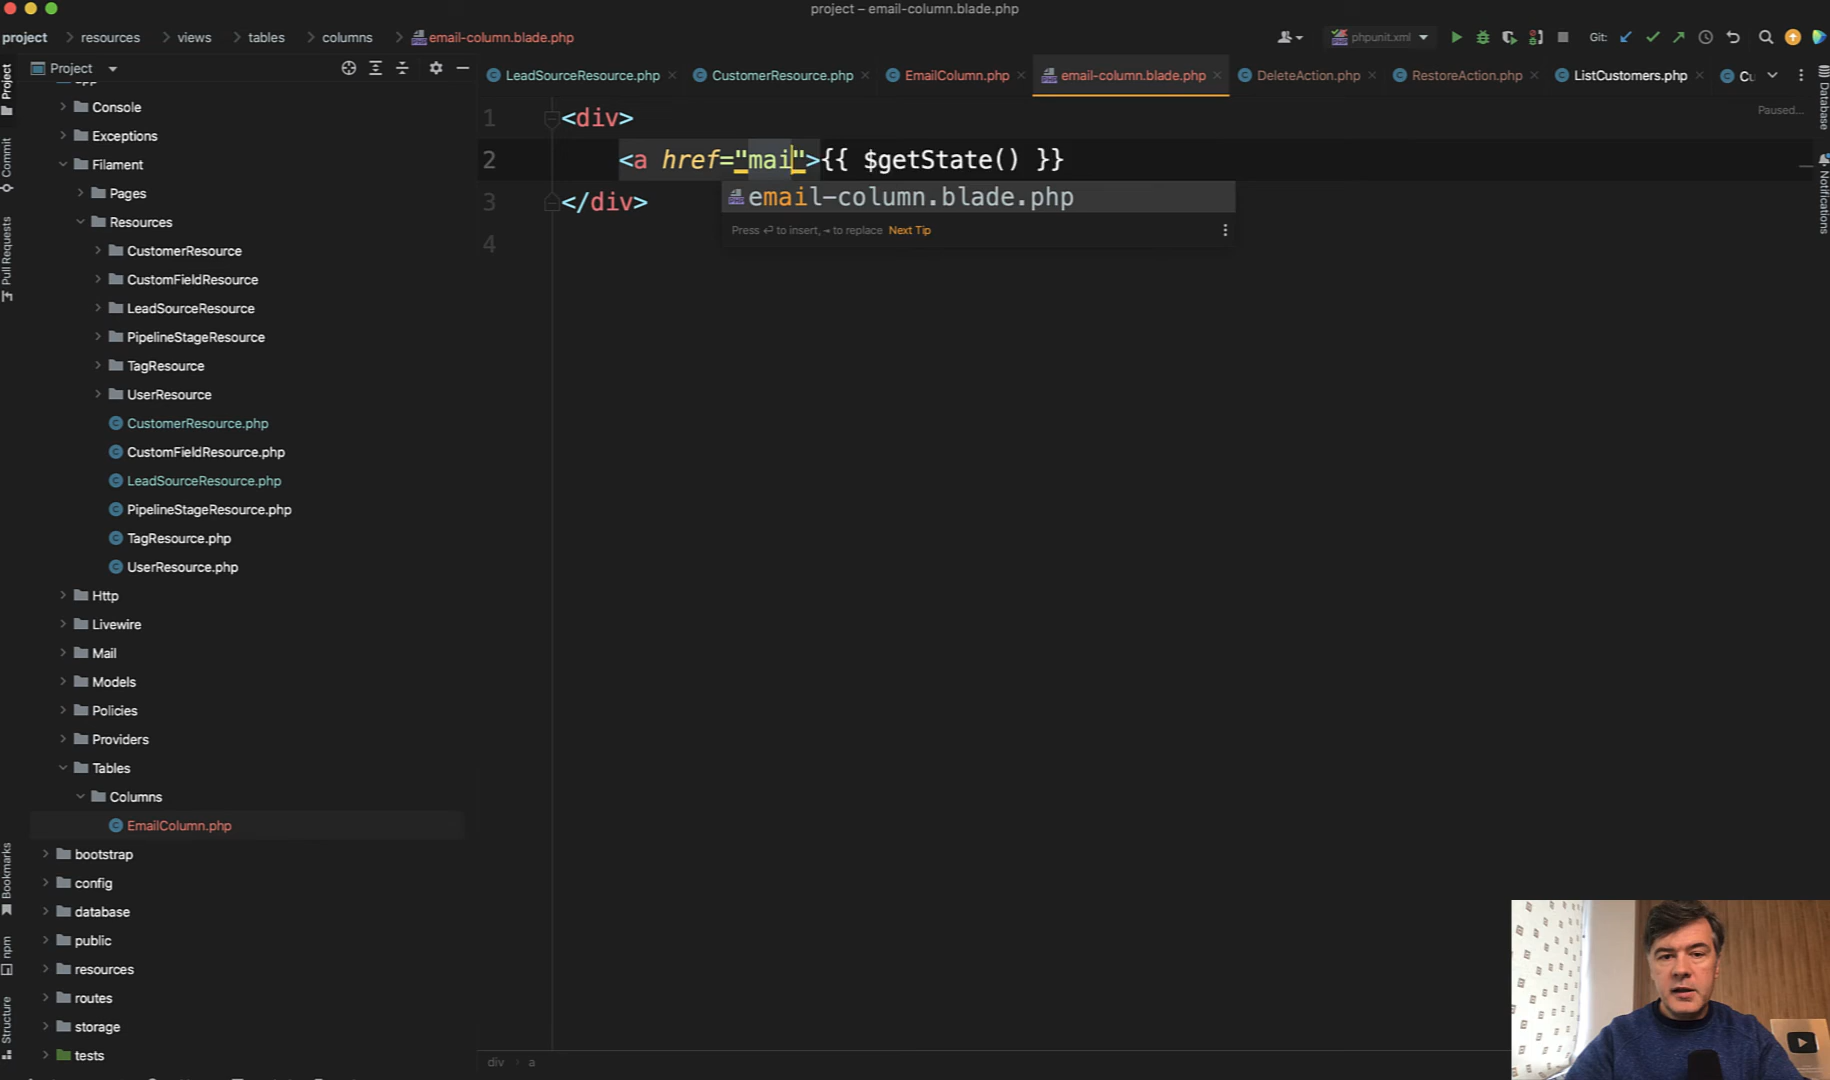 project – email-column.blade.php
project
resources
views
tables
columns
email-column.blade.php
phpunit.xml
Git:
Project
LeadSourceResource.php
CustomerResource.php
EmailColumn.php
email-column.blade.php
DeleteAction.php
RestoreAction.php
ListCustomers.php
Cu
Project
Commit
Pull Requests
Bookmarks
npm
Structure
Console
Exceptions
Filament
Pages
Resources
CustomerResource
CustomFieldResource
LeadSourceResource
PipelineStageResource
TagResource
UserResource
CustomerResource.php
CustomFieldResource.php
LeadSourceResource.php
PipelineStageResource.php
TagResource.php
UserResource.php
Http
Livewire
Mail
Models
Policies
Providers
Tables
Columns
EmailColumn.php
bootstrap
config
database
public
resources
routes
storage
tests
Paused...
1 <div>
2 <a href="mai">{{ $getState() }}
3 </div>
4
email-column.blade.php
Press ↵ to insert, → to replace Next Tip
Database
Notifications
div › a